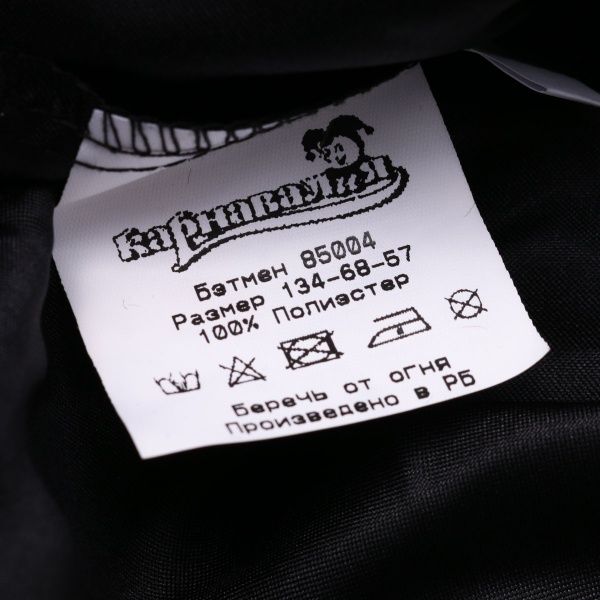 карнавалия
Бэтмен 85004
Размер 134-68-57
100% Полиэстер
Беречь от огня
Произведено в РБ